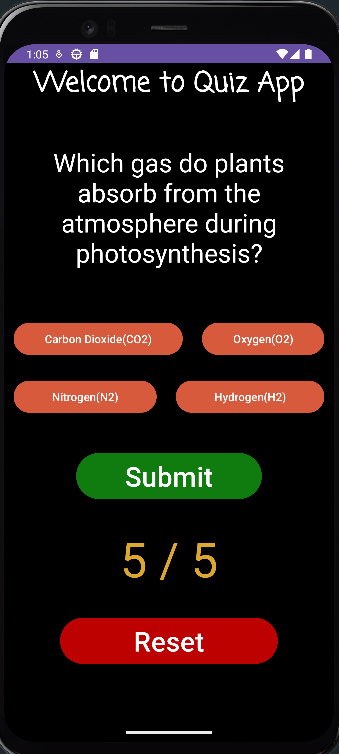 1:05
Welcome to Quiz App
Which gas do plants
absorb from the
atmosphere during
photosynthesis?
Carbon Dioxide(CO2) Oxygen(O2)
Nitrogen(N2) Hydrogen(H2)
Submit
5 / 5
Reset